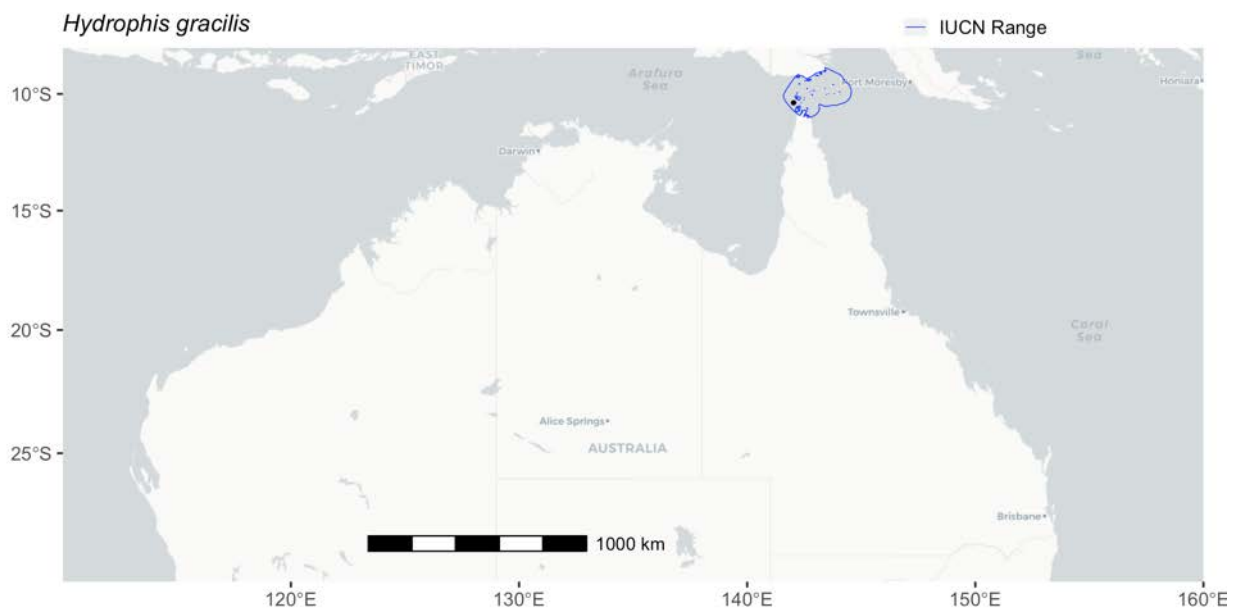 Hydrophis gracilis
IUCN Range
EAST
TIMOR
Arafura
Sea
Port Moresby
Sea
Honiara
10°S
Darwin
15°S
Townsville
20°S
Coral
Sea
Alice Springs
25°S
AUSTRALIA
Brisbane
1000 km
120°E
130°E
140°E
150°E
160°E